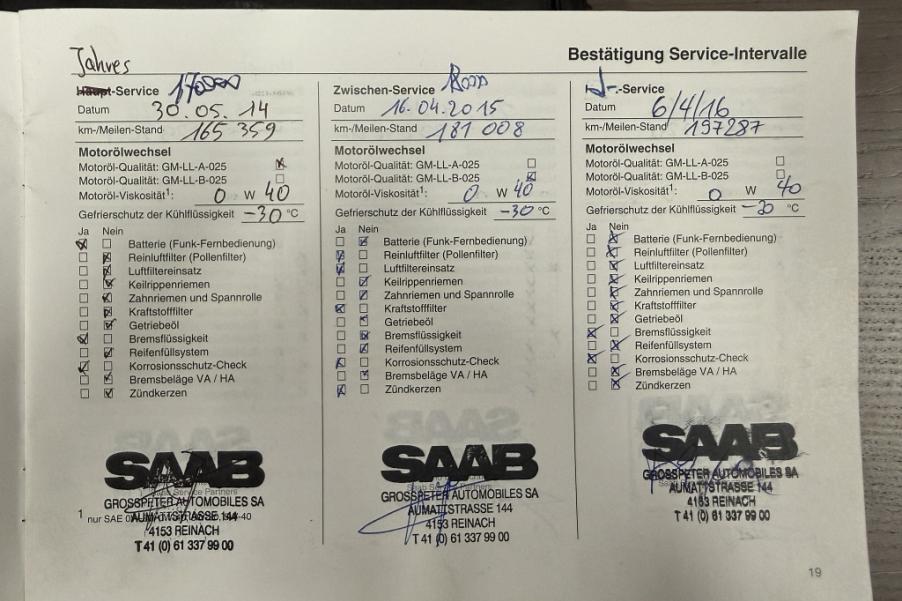 Bestätigung Service-Intervalle
Jahres
Haupt-Service 170000
Datum 30.05.14
km-/Meilen-Stand 165 359
Motorölwechsel
Motoröl-Qualität: GM-LL-A-025
Motoröl-Qualität: GM-LL-B-025
Motoröl-Viskosität¹: 0 W 40
Gefrierschutz der Kühlflüssigkeit -30 °C
Ja Nein
Batterie (Funk-Fernbedienung)
Reinluftfilter (Pollenfilter)
Luftfiltereinsatz
Keilrippenriemen
Zahnriemen und Spannrolle
Kraftstofffilter
Getriebeöl
Bremsflüssigkeit
Reifenfüllsystem
Korrosionsschutz-Check
Bremsbeläge VA / HA
Zündkerzen
SAAB
GROSSPETER AUTOMOBILES SA
AUMATTSTRASSE 144
4153 REINACH
T 41 (0) 61 337 99 00
1 nur SAE
Zwischen-Service
Datum 16.04.2015
km-/Meilen-Stand 181 008
Motorölwechsel
Motoröl-Qualität: GM-LL-A-025
Motoröl-Qualität: GM-LL-B-025
Motoröl-Viskosität¹: 0 W 40
Gefrierschutz der Kühlflüssigkeit -30 °C
Ja Nein
Batterie (Funk-Fernbedienung)
Reinluftfilter (Pollenfilter)
Luftfiltereinsatz
Keilrippenriemen
Zahnriemen und Spannrolle
Kraftstofffilter
Getriebeöl
Bremsflüssigkeit
Reifenfüllsystem
Korrosionsschutz-Check
Bremsbeläge VA / HA
Zündkerzen
SAAB
GROSSPETER AUTOMOBILES SA
AUMATTSTRASSE 144
4153 REINACH
T 41 (0) 61 337 99 00
-Service
Datum 6/4/16
km-/Meilen-Stand 197287
Motorölwechsel
Motoröl-Qualität: GM-LL-A-025
Motoröl-Qualität: GM-LL-B-025
Motoröl-Viskosität¹: 0 W 40
Gefrierschutz der Kühlflüssigkeit °C
Ja Nein
Batterie (Funk-Fernbedienung)
Reinluftfilter (Pollenfilter)
Luftfiltereinsatz
Keilrippenriemen
Zahnriemen und Spannrolle
Kraftstofffilter
Getriebeöl
Bremsflüssigkeit
Reifenfüllsystem
Korrosionsschutz-Check
Bremsbeläge VA / HA
Zündkerzen
SAAB
GROSSPETER AUTOMOBILES SA
AUMATTSTRASSE 144
4153 REINACH
T 41 (0) 61 337 99 00
19